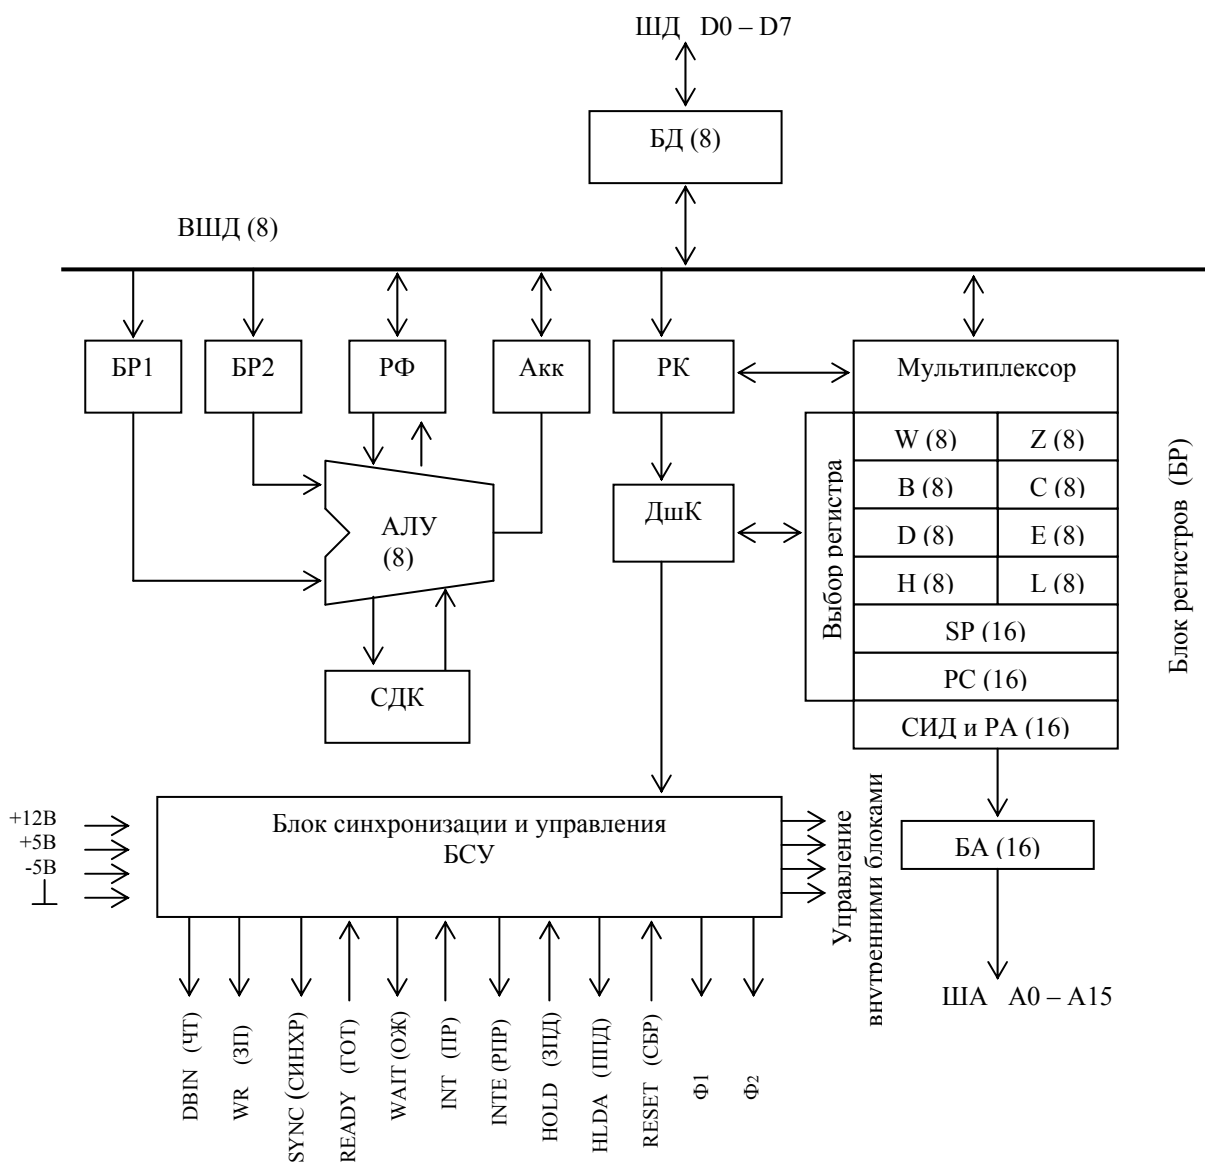 ШД D0 – D7
БД (8)
ВШД (8)
БР1
БР2
РФ
Акк
РК
Мультиплексор
W (8)
Z (8)
B (8)
C (8)
D (8)
E (8)
H (8)
L (8)
SP (16)
PC (16)
СИД и РА (16)
Выбор регистра
Блок регистров (БР)
ДшК
АЛУ
(8)
СДК
+12В
+5В
-5В
Блок синхронизации и управления
БСУ
Управление
внутренними блоками
БА (16)
ША A0 – A15
DBIN (ЧТ)
WR (ЗП)
SYNC (СИНХР)
READY (ГОТ)
WAIT (ОЖ)
INT (ПР)
INTE (РПР)
HOLD (ЗПД)
HLDA (ППД)
RESET (СБР)
Ф1
Ф2